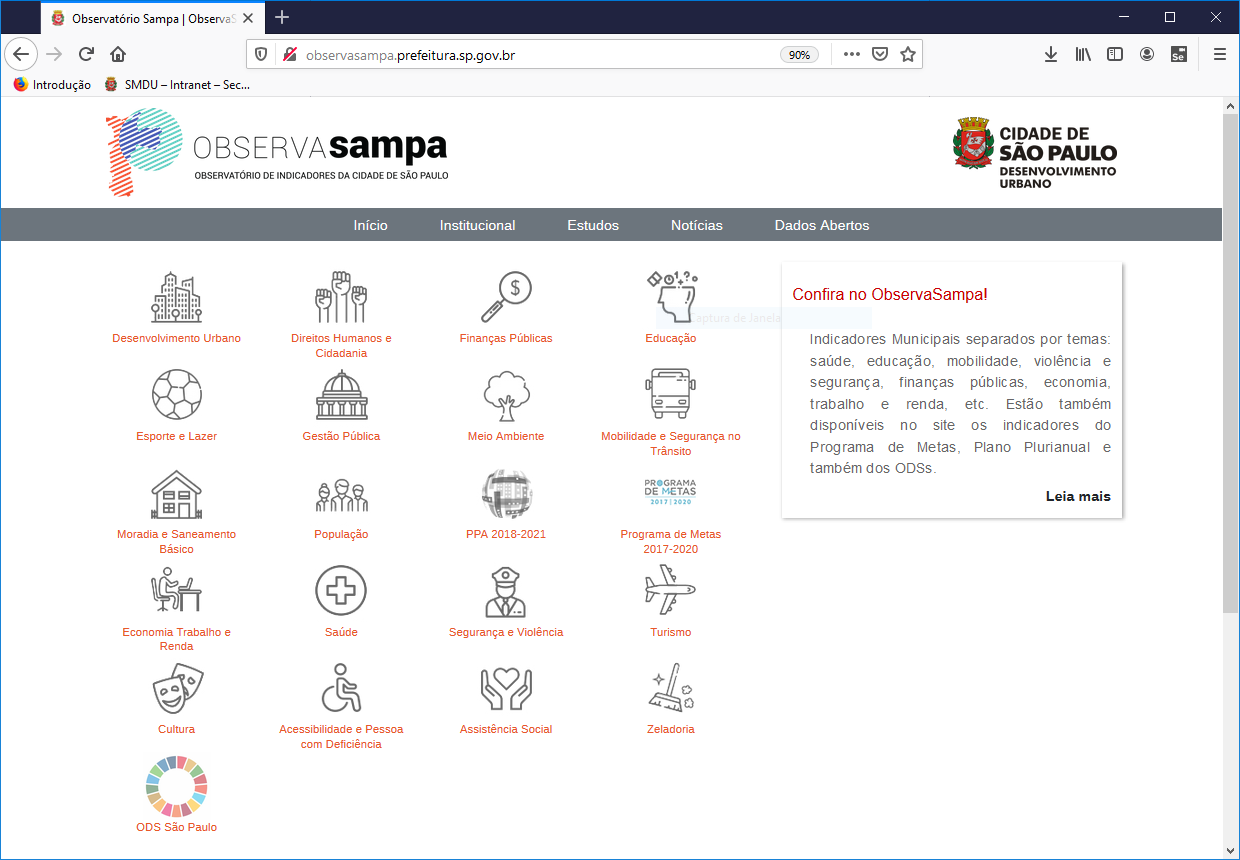 Observatório Sampa | Observa
observasampa.prefeitura.sp.gov.br
90%
Se
Introdução
SMDU – Intranet – Sec...
OBSERVAsampa
OBSERVATÓRIO DE INDICADORES DA CIDADE DE SÃO PAULO
CIDADE DE
SÃO PAULO
DESENVOLVIMENTO
URBANO
Início
Institucional
Estudos
Notícias
Dados Abertos
Desenvolvimento Urbano
Direitos Humanos e
Cidadania
Finanças Públicas
Educação
Captura de Janela
Esporte e Lazer
Gestão Pública
Meio Ambiente
Mobilidade e Segurança no
Trânsito
Moradia e Saneamento
Básico
População
PPA 2018-2021
PROGRAMA
DE METAS
2017 | 2020
Programa de Metas
2017-2020
Economia Trabalho e
Renda
Saúde
Segurança e Violência
Turismo
Cultura
Acessibilidade e Pessoa
com Deficiência
Assistência Social
Zeladoria
ODS São Paulo
Confira no ObservaSampa!
Indicadores Municipais separados por temas:
saúde, educação, mobilidade, violência e
segurança, finanças públicas, economia,
trabalho e renda, etc. Estão também
disponíveis no site os indicadores do
Programa de Metas, Plano Plurianual e
também dos ODSs.
Leia mais